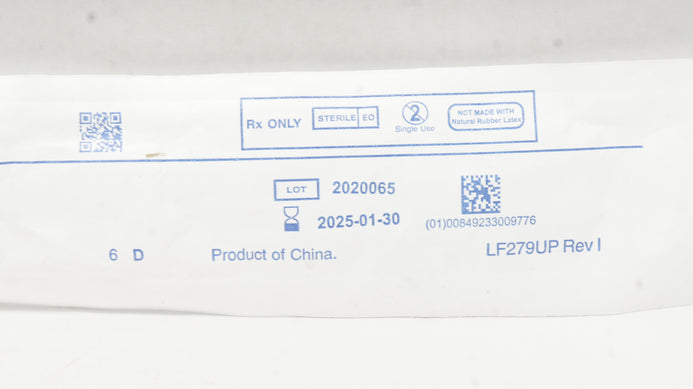 Rx ONLY
STERILE EO
2
Single Use
NOT MADE WITH
Natural Rubber Latex
LOT 2020065
2025-01-30
(01)00849233009776
6 D
Product of China.
LF279UP Rev I